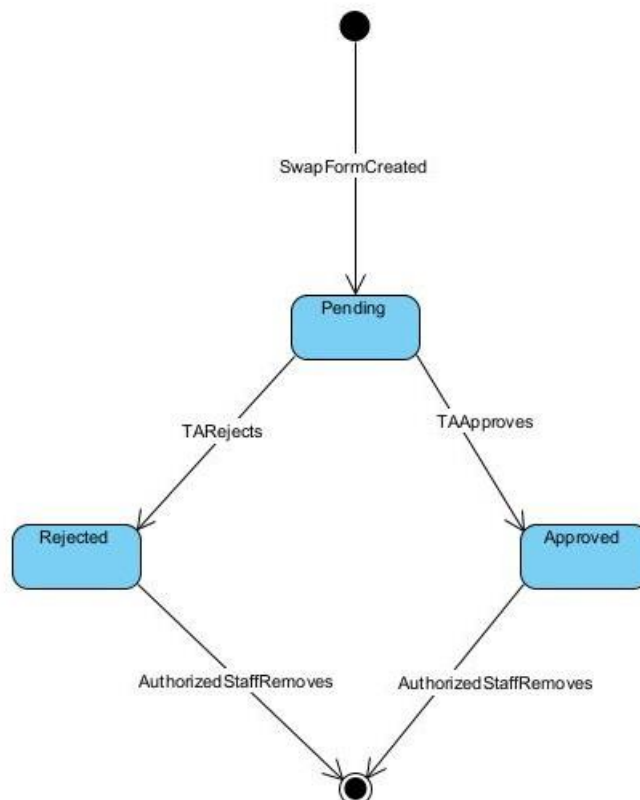 SwapFormCreated
Pending
TARejects
TAApproves
Rejected
Approved
AuthorizedStaffRemoves
AuthorizedStaffRemoves